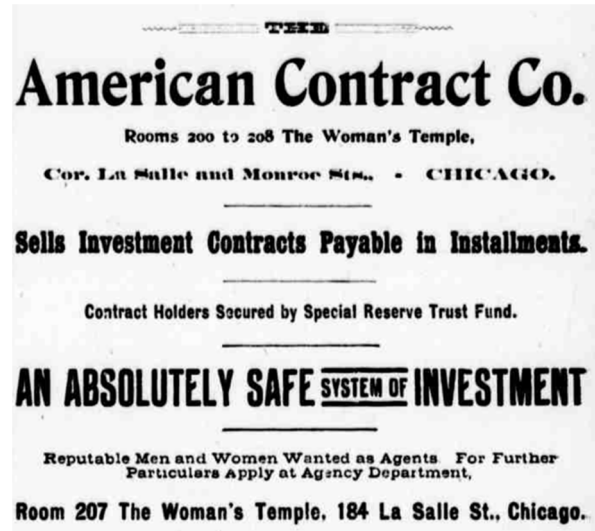 THE
American Contract Co.
Rooms 200 to 208 The Woman's Temple,
Cor. La Salle and Monroe Sts., - CHICAGO.
Sells Investment Contracts Payable in Installments.
Contract Holders Secured by Special Reserve Trust Fund.
AN ABSOLUTELY SAFE SYSTEM OF INVESTMENT
Reputable Men and Women Wanted as Agents. For Further
Particulars Apply at Agency Department,
Room 207 The Woman's Temple, 184 La Salle St., Chicago.